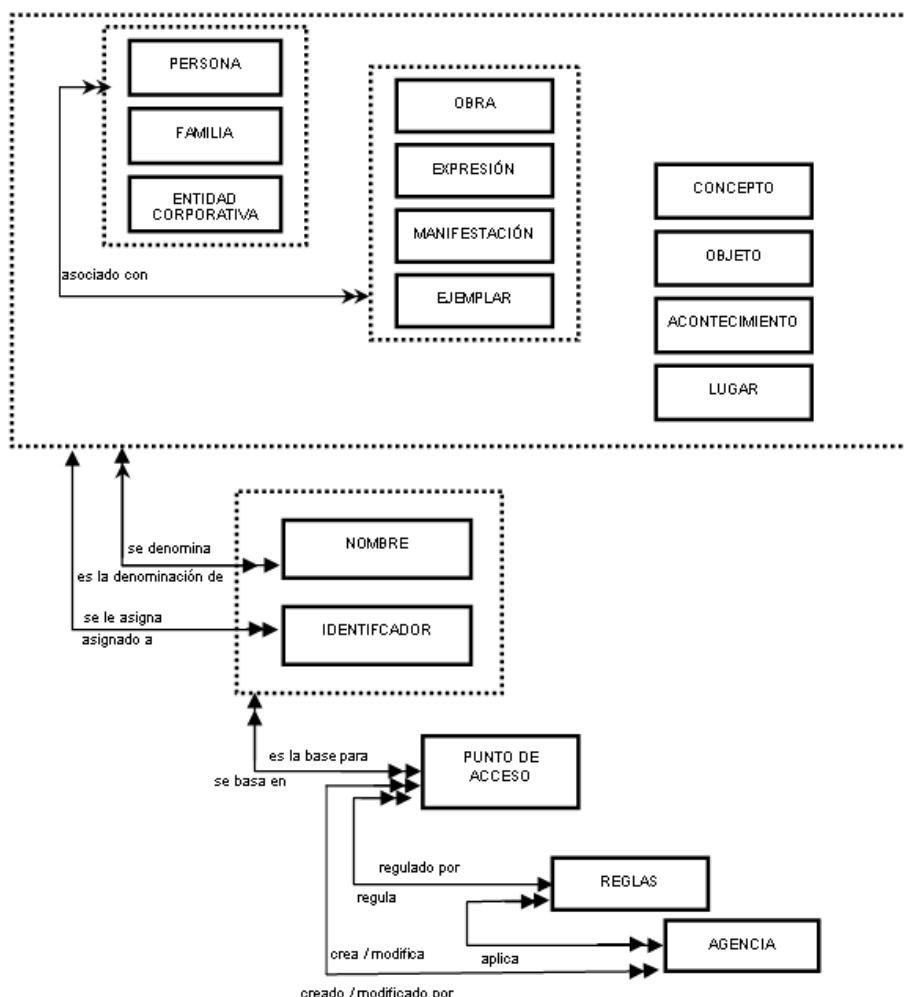 PERSONA
FAMILIA
ENTIDAD
CORPORATIVA
OBRA
EXPRESIÓN
MANIFESTACIÓN
EJEMPLAR
CONCEPTO
OBJETO
ACONTECIMIENTO
LUGAR
asociado con
NOMBRE
se denomina
es la denominación de
IDENTIFCADOR
se le asigna
asignado a
es la base para
se basa en
PUNTO DE
ACCESO
regulado por
regula
REGLAS
AGENCIA
crea / modifica
aplica
creado / modificado por